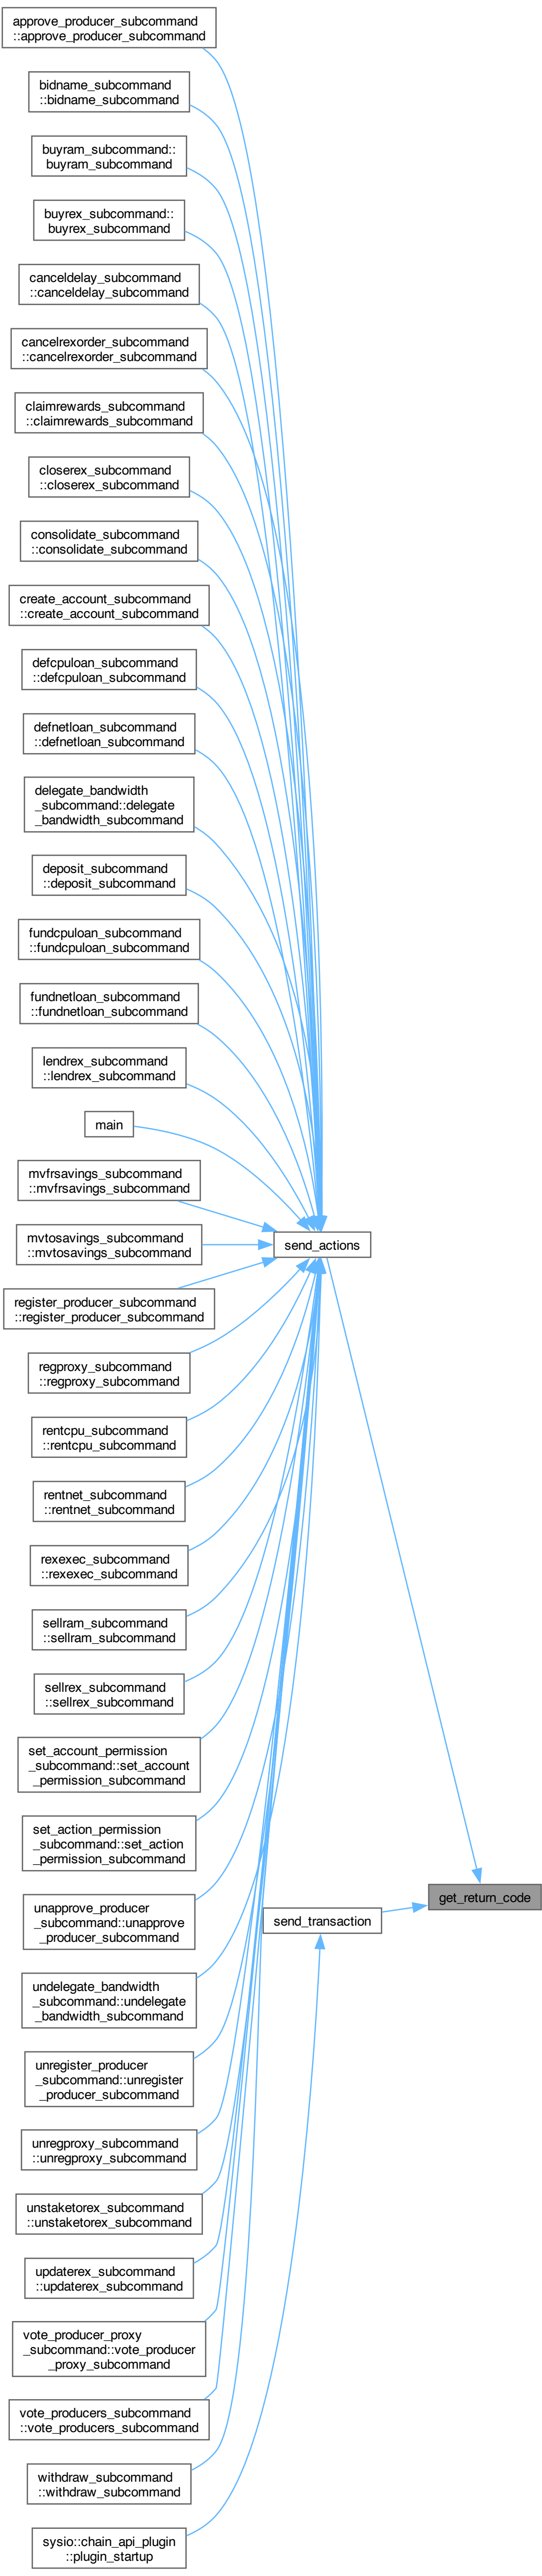 approve_producer_subcommand
::approve_producer_subcommand
bidname_subcommand
::bidname_subcommand
buyram_subcommand::
buyram_subcommand
buyrex_subcommand::
buyrex_subcommand
canceldelay_subcommand
::canceldelay_subcommand
cancelrexorder_subcommand
::cancelrexorder_subcommand
claimrewards_subcommand
::claimrewards_subcommand
closerex_subcommand
::closerex_subcommand
consolidate_subcommand
::consolidate_subcommand
create_account_subcommand
::create_account_subcommand
defcpuloan_subcommand
::defcpuloan_subcommand
defnetloan_subcommand
::defnetloan_subcommand
delegate_bandwidth
_subcommand::delegate
_bandwidth_subcommand
deposit_subcommand
::deposit_subcommand
fundcpuloan_subcommand
::fundcpuloan_subcommand
fundnetloan_subcommand
::fundnetloan_subcommand
lendrex_subcommand
::lendrex_subcommand
main
mvfrsavings_subcommand
::mvfrsavings_subcommand
mvtosavings_subcommand
::mvtosavings_subcommand
send_actions
register_producer_subcommand
::register_producer_subcommand
regproxy_subcommand
::regproxy_subcommand
rentcpu_subcommand
::rentcpu_subcommand
rentnet_subcommand
::rentnet_subcommand
rexexec_subcommand
::rexexec_subcommand
sellram_subcommand
::sellram_subcommand
sellrex_subcommand
::sellrex_subcommand
set_account_permission
_subcommand::set_account
_permission_subcommand
set_action_permission
_subcommand::set_action
_permission_subcommand
get_return_code
unapprove_producer
_subcommand::unapprove
_producer_subcommand
send_transaction
undelegate_bandwidth
_subcommand::undelegate
_bandwidth_subcommand
unregister_producer
_subcommand::unregister
_producer_subcommand
unregproxy_subcommand
::unregproxy_subcommand
unstaketorex_subcommand
::unstaketorex_subcommand
updaterex_subcommand
::updaterex_subcommand
vote_producer_proxy
_subcommand::vote_producer
_proxy_subcommand
vote_producers_subcommand
::vote_producers_subcommand
withdraw_subcommand
::withdraw_subcommand
sysio::chain_api_plugin
::plugin_startup